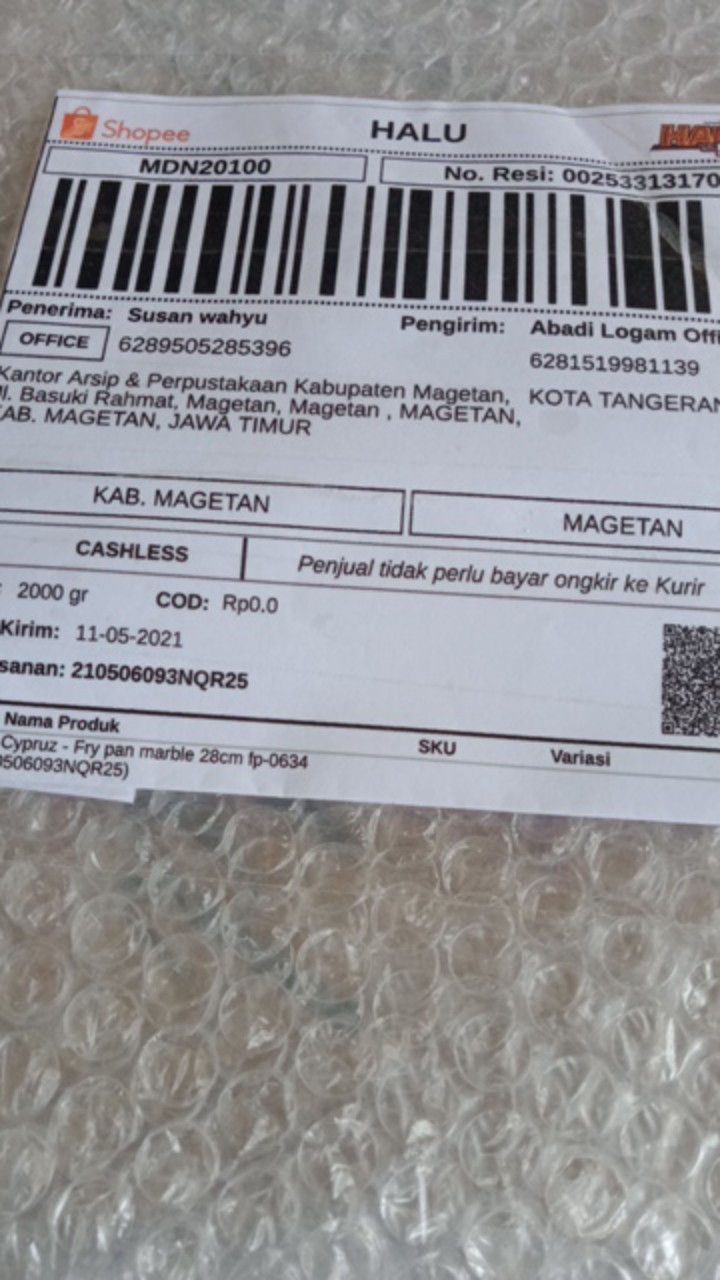 Shopee
HALU
MDN20100
No. Resi: 00253313170
Penerima: Susan wahyu
Pengirim: Abadi Logam Offi
OFFICE
6289505285396
6281519981139
Kantor Arsip & Perpustakaan Kabupaten Magetan,
KOTA TANGERAN
Jl. Basuki Rahmat, Magetan, Magetan , MAGETAN,
KAB. MAGETAN, JAWA TIMUR
KAB. MAGETAN
MAGETAN
CASHLESS
Penjual tidak perlu bayar ongkir ke Kurir
: 2000 gr
COD: Rp0.0
Kirim: 11-05-2021
sanan: 210506093NQR25
Nama Produk
SKU
Variasi
Cypruz - Fry pan marble 28cm fp-0634
0506093NQR25)